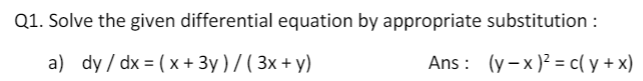 Q1. Solve the given differential equation by appropriate substitution :
a) dy / dx = ( x + 3y ) / ( 3x + y) Ans : (y – x )² = c( y + x)